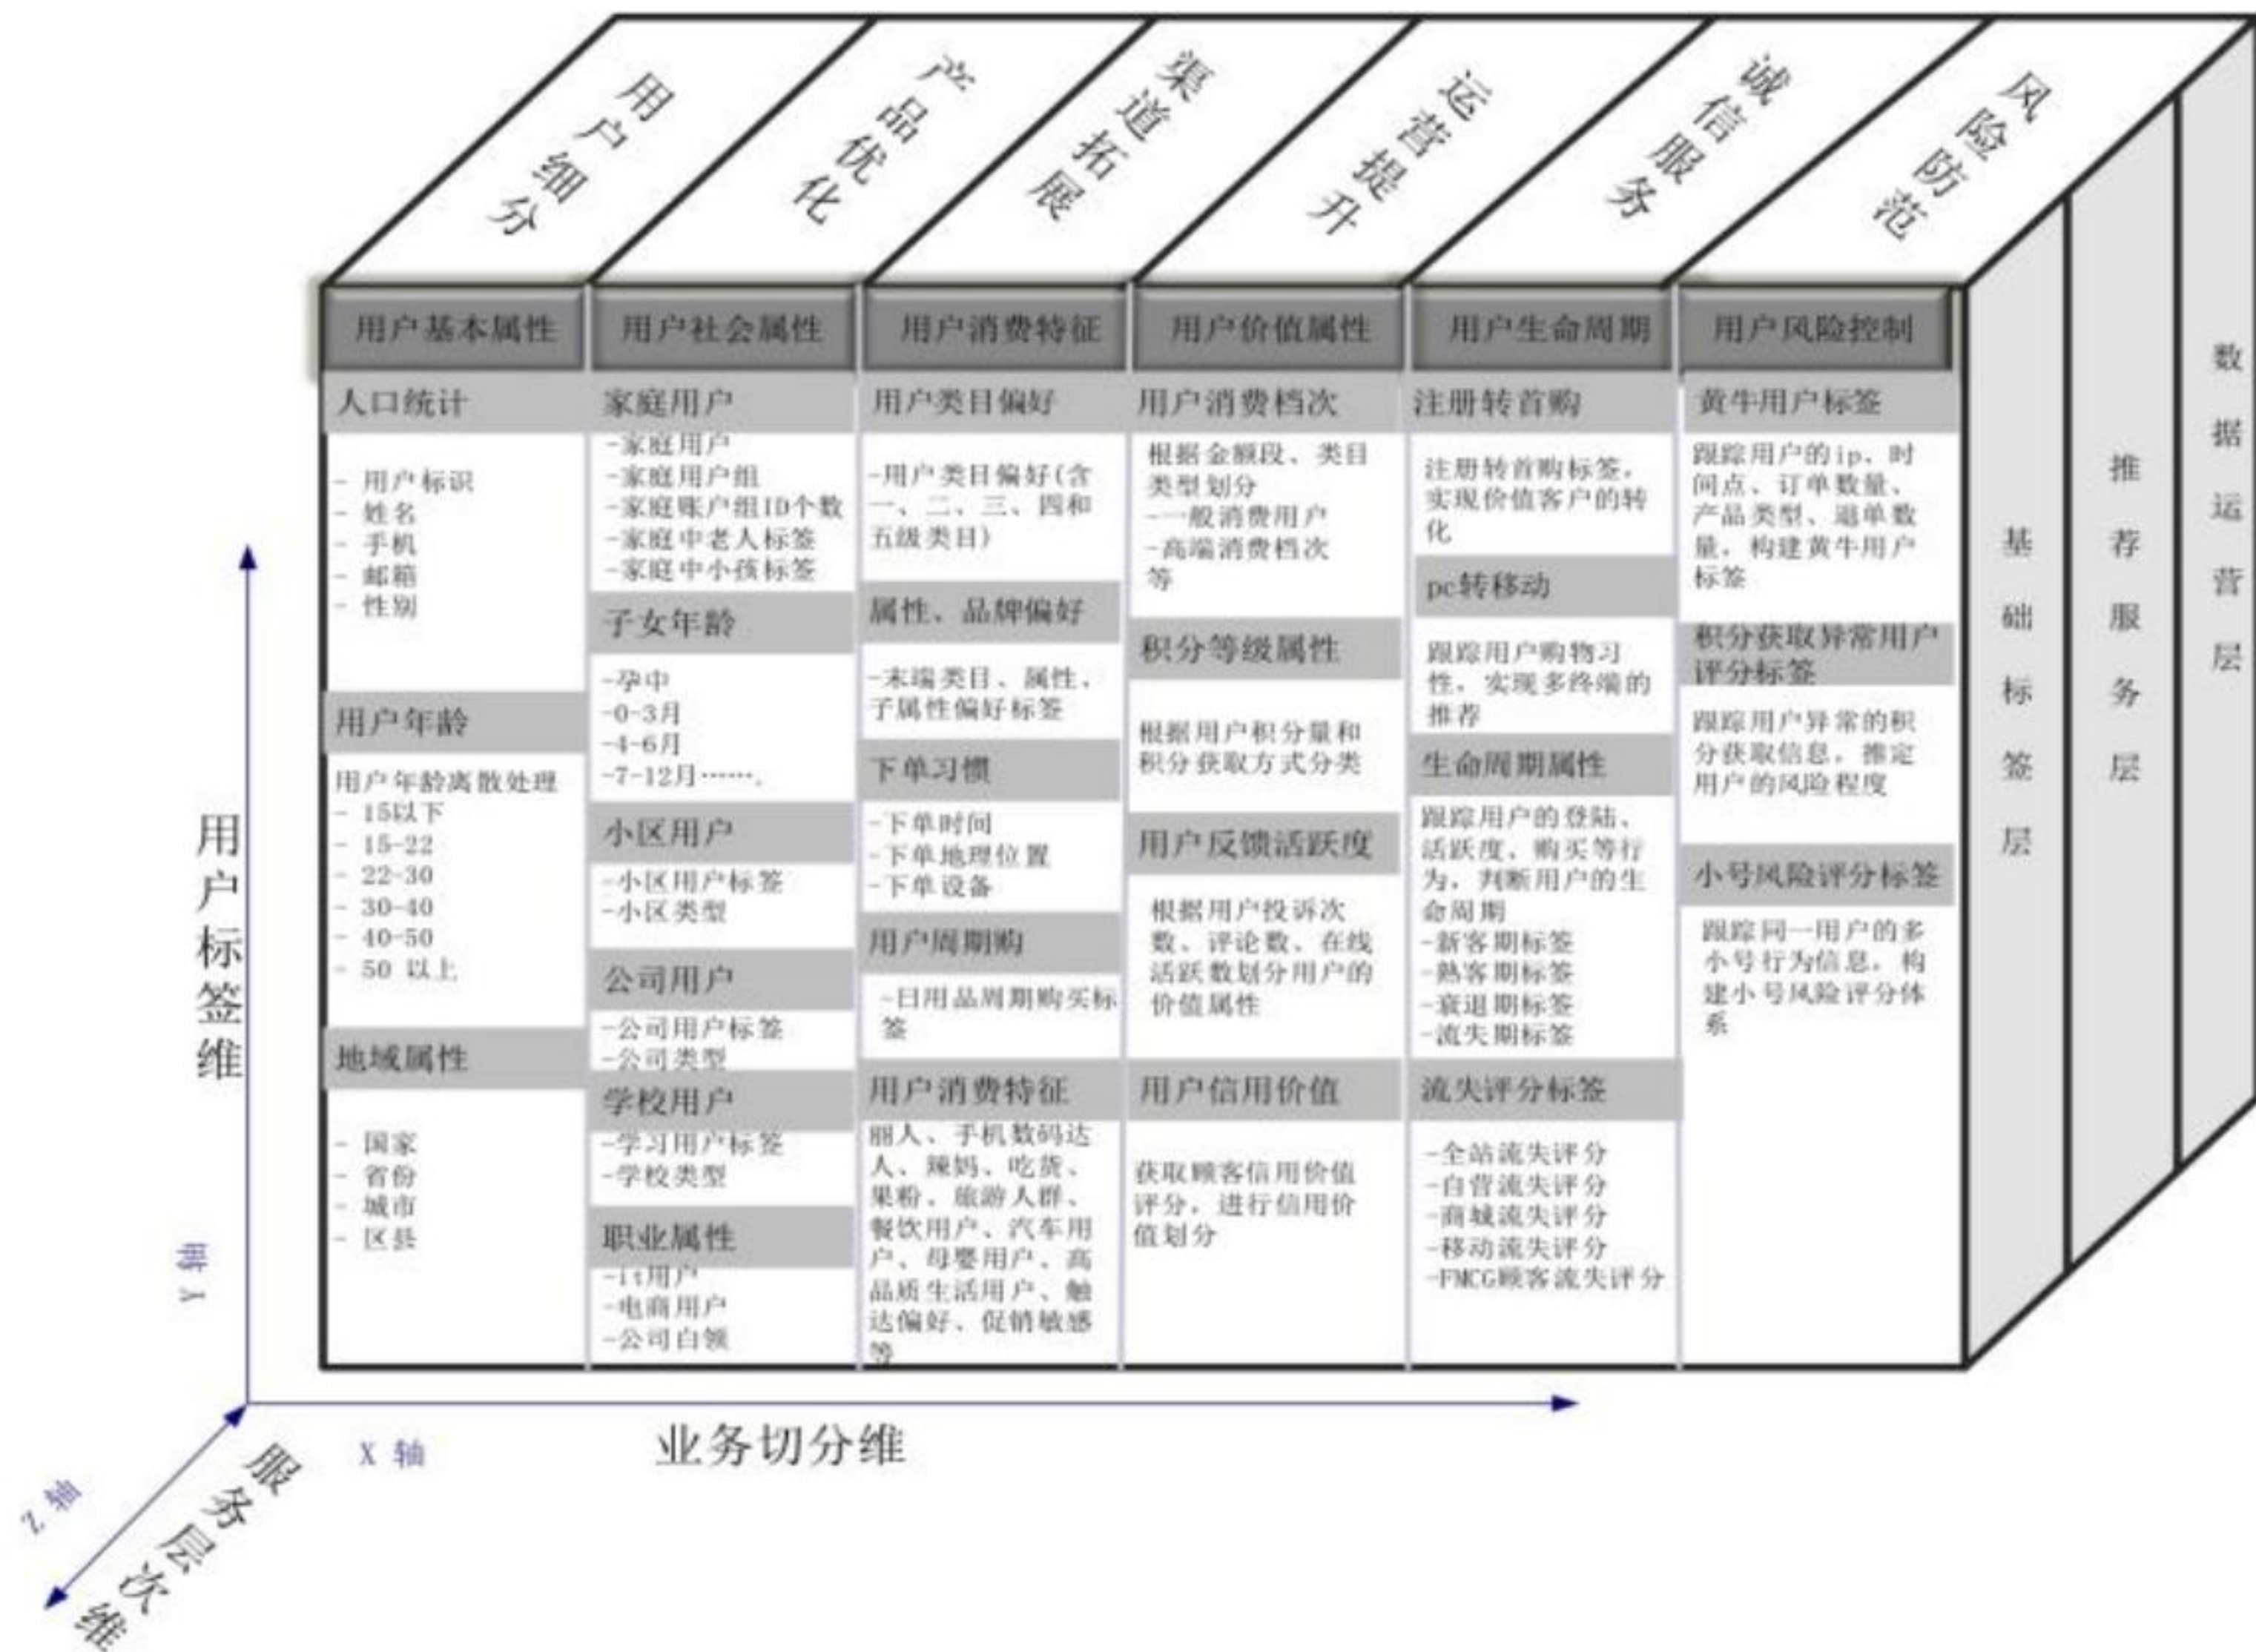 用户细分
产品优化
渠道拓展
运营提升
诚信服务
风险防范
用户基本属性
人口统计
- 用户标识
- 姓名
- 手机
- 邮箱
- 性别
用户年龄
用户年龄离散处理
- 15以下
- 15-22
- 22-30
- 30-40
- 40-50
- 50 以上
地域属性
- 国家
- 省份
- 城市
- 区县
用户社会属性
家庭用户
-家庭用户
-家庭用户组
-家庭账户组ID个数
-家庭中老人标签
-家庭中小孩标签
子女年龄
-孕中
-0-3月
-4-6月
-7-12月…….
小区用户
-小区用户标签
-小区类型
公司用户
-公司用户标签
-公司类型
学校用户
-学习用户标签
-学校类型
职业属性
-it用户
-电商用户
-公司白领
用户消费特征
用户类目偏好
-用户类目偏好(含
一、二、三、四和
五级类目)
属性、品牌偏好
-末端类目、属性、
子属性偏好标签
下单习惯
-下单时间
-下单地理位置
-下单设备
用户周期购
-日用品周期购买标
签
用户消费特征
丽人、手机数码达
人、辣妈、吃货、
果粉、旅游人群、
餐饮用户、汽车用
户、母婴用户、高
品质生活用户、触
达偏好、促销敏感
等
用户价值属性
用户消费档次
根据金额段、类目
类型划分
-一般消费用户
-高端消费档次
等
积分等级属性
根据用户积分量和
积分获取方式分类
用户反馈活跃度
根据用户投诉次
数、评论数、在线
活跃数划分用户的
价值属性
用户信用价值
获取顾客信用价值
评分，进行信用价
值划分
用户生命周期
注册转首购
注册转首购标签，
实现价值客户的转
化
pc转移动
跟踪用户购物习
性，实现多终端的
推荐
生命周期属性
跟踪用户的登陆、
活跃度、购买等行
为，判断用户的生
命周期
-新客期标签
-熟客期标签
-衰退期标签
-流失期标签
流失评分标签
-全站流失评分
-自营流失评分
-商城流失评分
-移动流失评分
-FMCG顾客流失评分
用户风险控制
黄牛用户标签
跟踪用户的ip、时
间点、订单数量、
产品类型、退单数
量，构建黄牛用户
标签
积分获取异常用户
评分标签
跟踪用户异常的积
分获取信息，推定
用户的风险程度
小号风险评分标签
跟踪同一用户的多
小号行为信息，构
建小号风险评分体
系
基础标签层
推荐服务层
数据运营层
用户标签维
Y 轴
X 轴
业务切分维
Z 轴
服务层次维